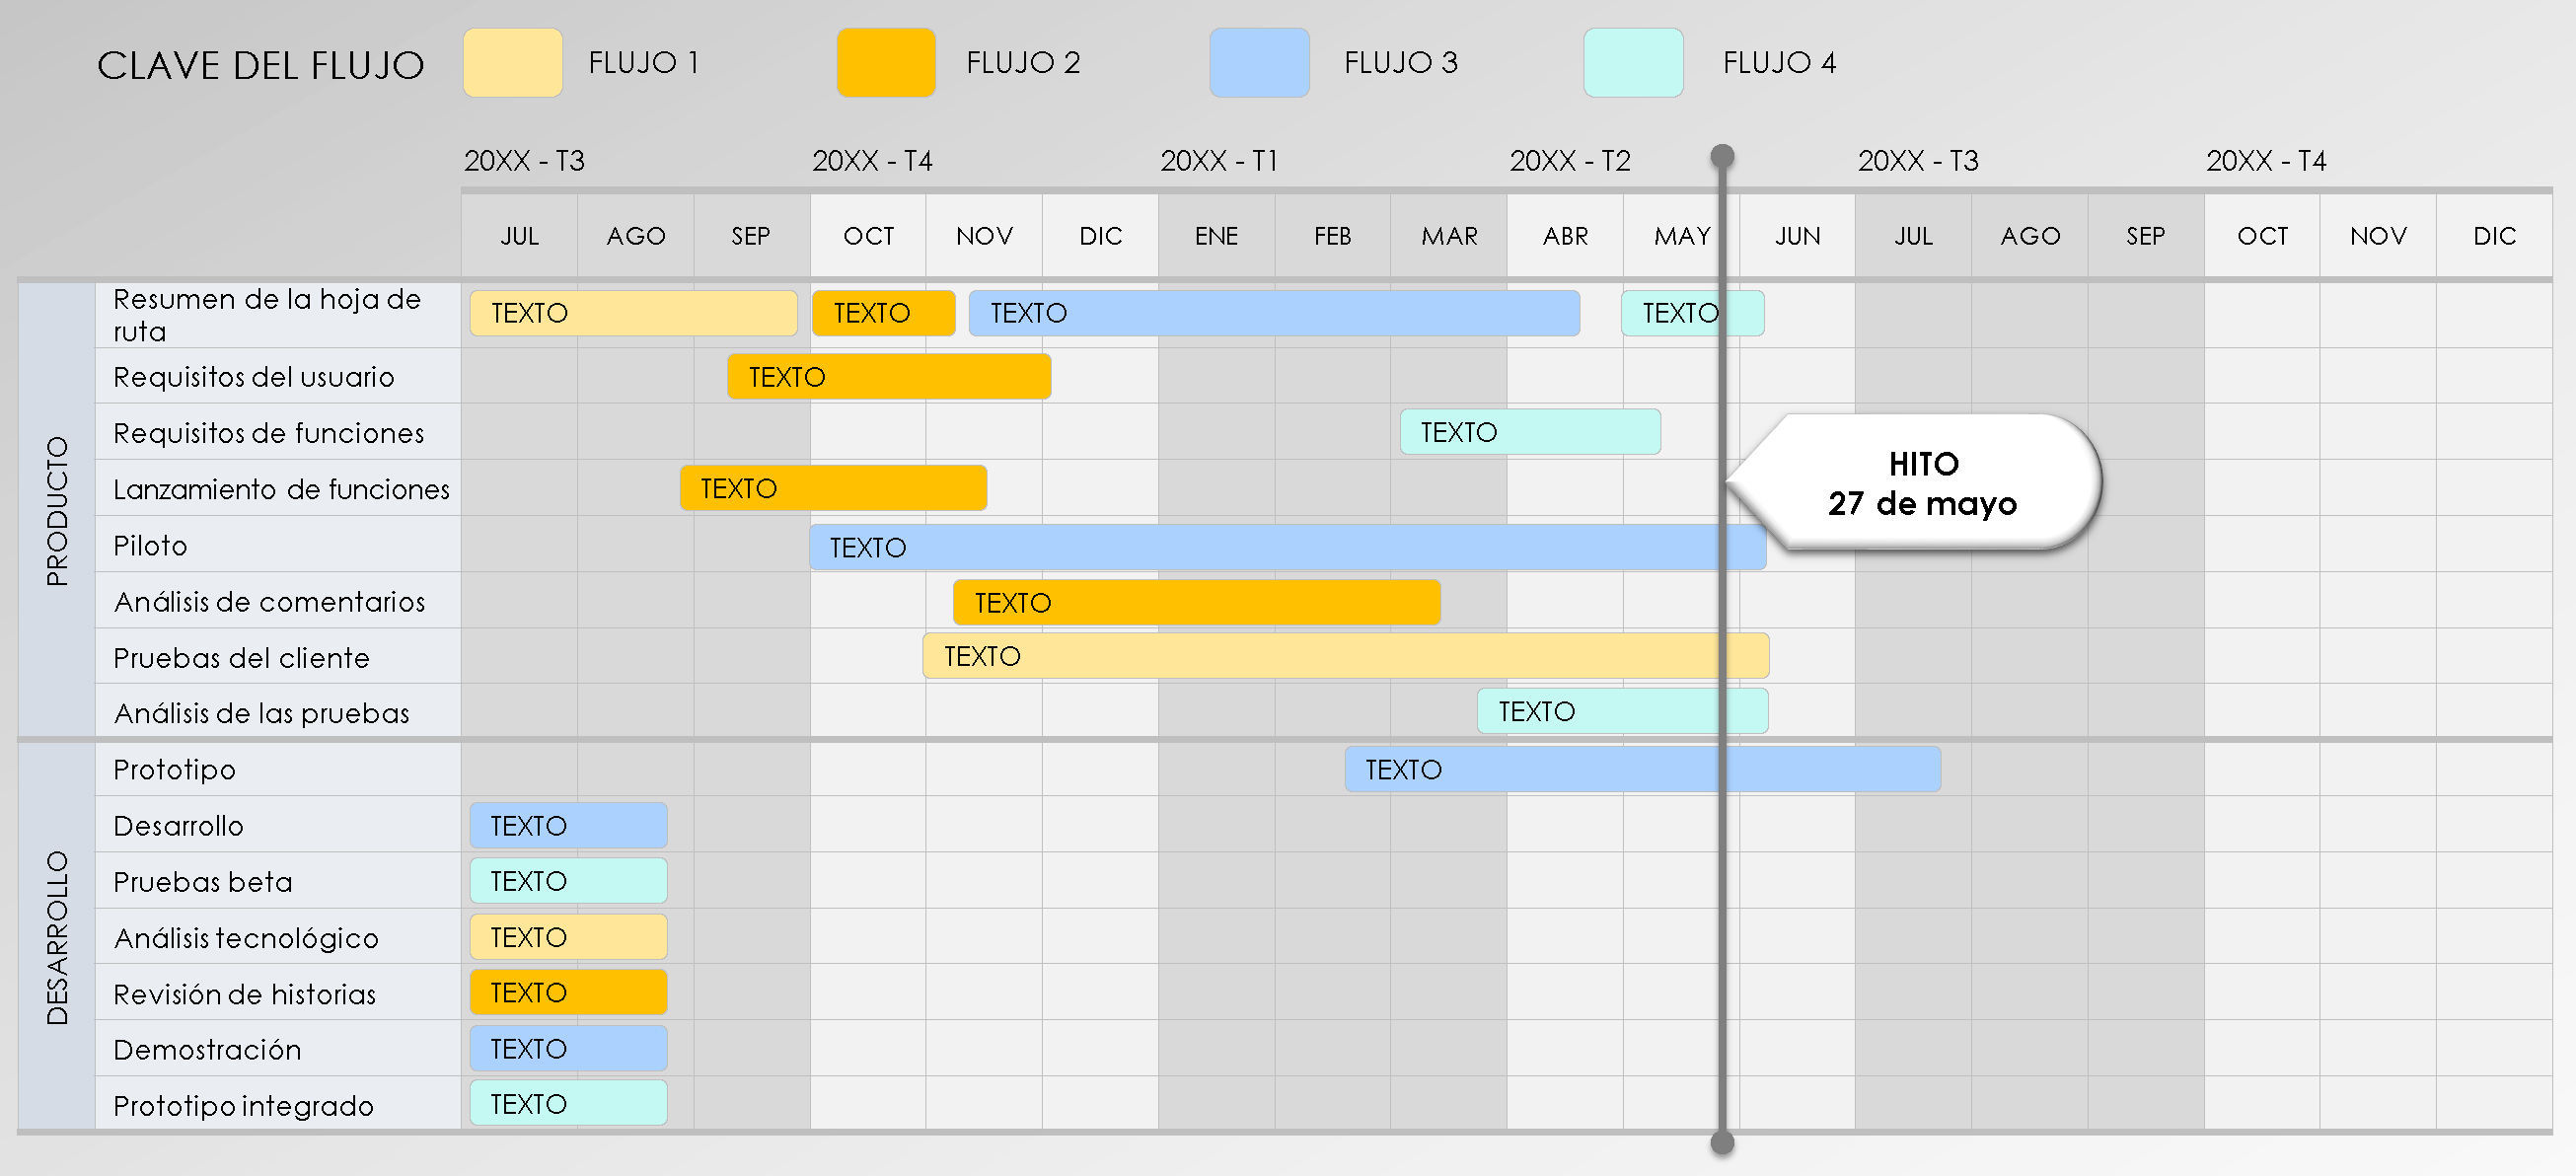 CLAVE DEL FLUJO FLUJO 1 FLUJO 2 FLUJO 3 FLUJO 4
20XX - T3 20XX - T4 20XX - T1 20XX - T2 20XX - T3 20XX - T4
JUL AGO SEP OCT NOV DIC ENE FEB MAR ABR MAY JUN JUL AGO SEP OCT NOV DIC
PRODUCTO
Resumen de la hoja de
ruta
TEXTO TEXTO TEXTO TEXTO
Requisitos del usuario TEXTO
Requisitos de funciones TEXTO
Lanzamiento de funciones TEXTO
HITO
27 de mayo
Piloto TEXTO
Análisis de comentarios TEXTO
Pruebas del cliente TEXTO
Análisis de las pruebas TEXTO
DESARROLLO
Prototipo TEXTO
Desarrollo TEXTO
Pruebas beta TEXTO
Análisis tecnológico TEXTO
Revisión de historias TEXTO
Demostración TEXTO
Prototipo integrado TEXTO